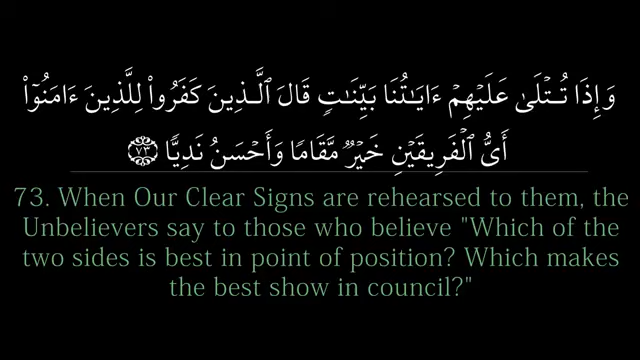 وَإِذَا تُتْلَىٰ عَلَيْهِمْ ءَايَـٰتُنَا بَيِّنَـٰتٍۢ قَالَ ٱلَّذِينَ كَفَرُوا۟ لِلَّذِينَ ءَامَنُوٓا۟
أَىُّ ٱلْفَرِيقَيْنِ خَيْرٌۭ مَّقَامًۭا وَأَحْسَنُ نَدِيًّۭا ﴿٧٣﴾
73. When Our Clear Signs are rehearsed to them, the
Unbelievers say to those who believe "Which of the
two sides is best in point of position? Which makes
the best show in council?"